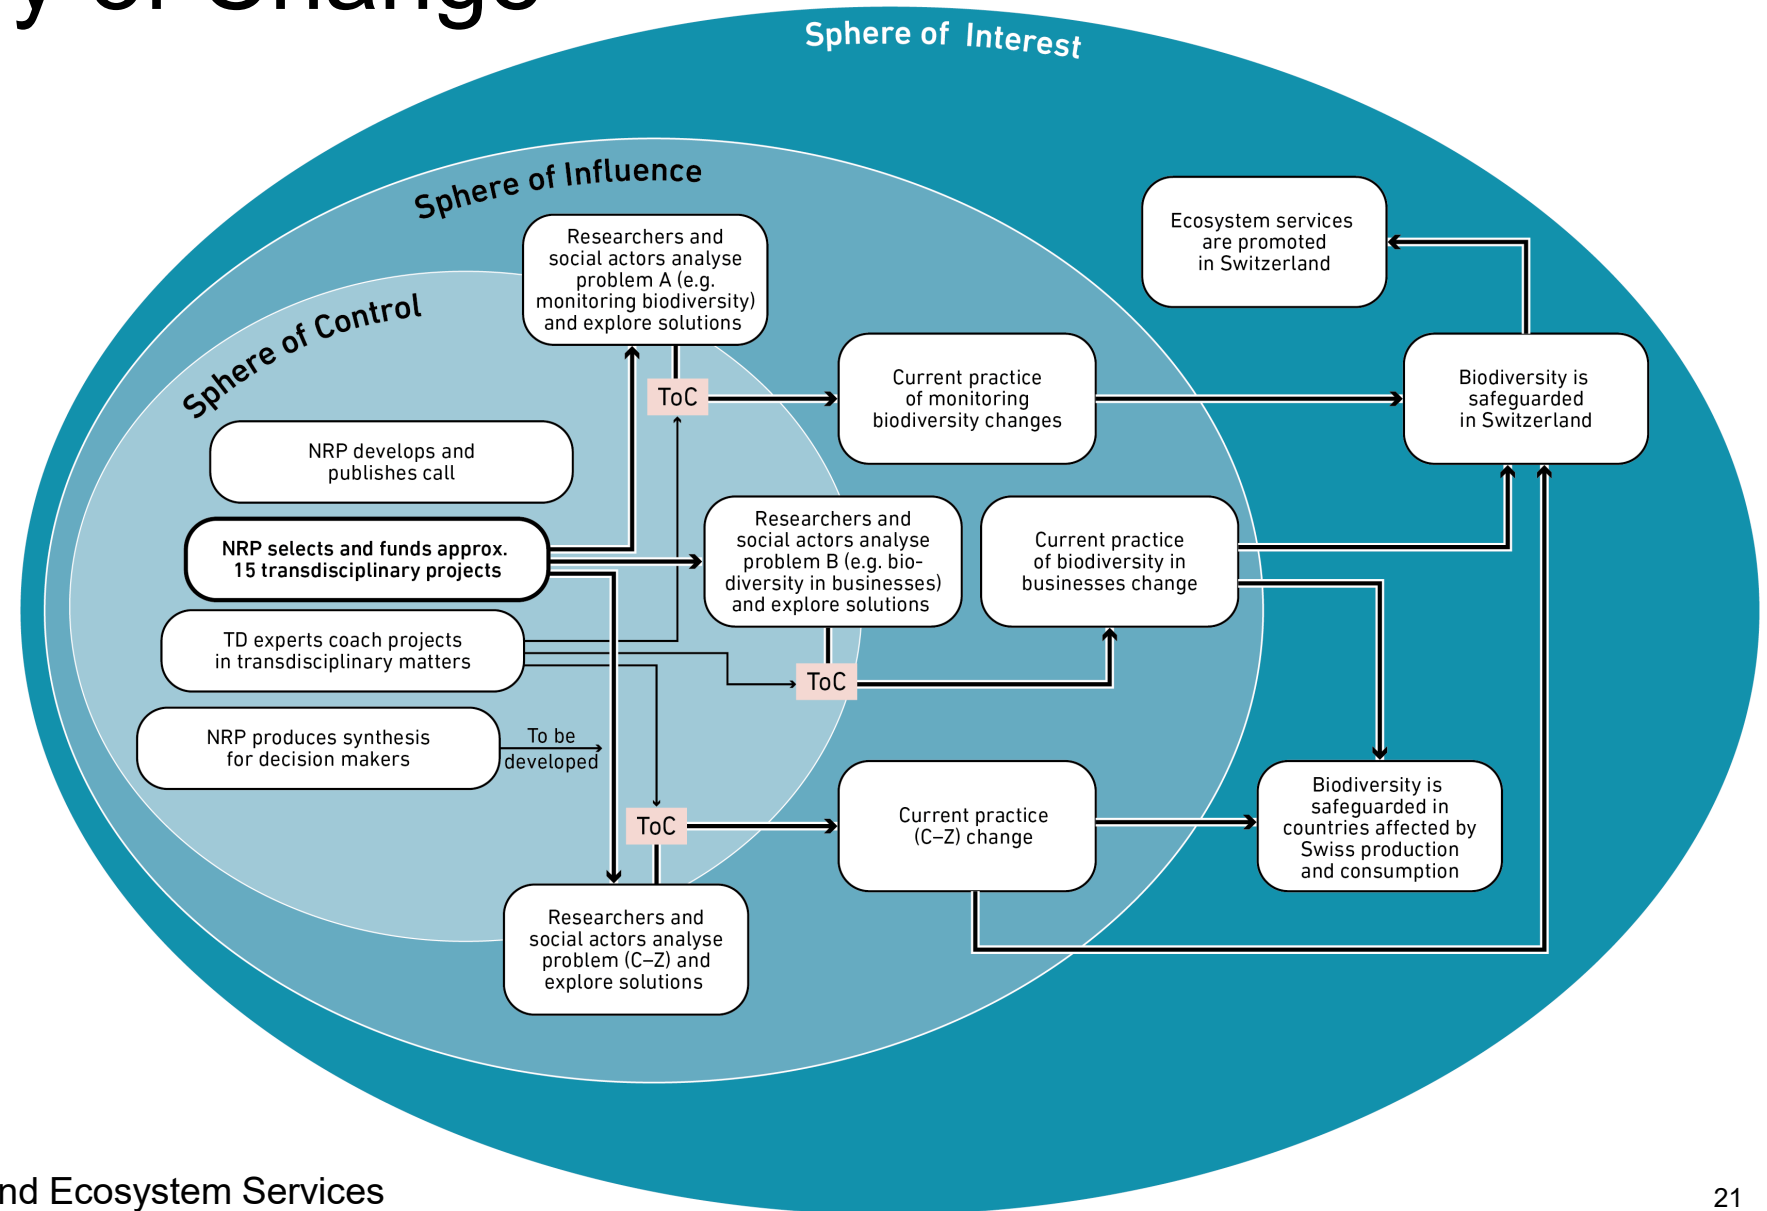 y of Change
Sphere of Interest
Sphere of Influence
Sphere of Control
Researchers and
social actors analyse
problem A (e.g.
monitoring biodiversity)
and explore solutions
Ecosystem services
are promoted
in Switzerland
ToC
Current practice
of monitoring
biodiversity changes
Biodiversity is
safeguarded
in Switzerland
NRP develops and
publishes call
NRP selects and funds approx.
15 transdisciplinary projects
Researchers and
social actors analyse
problem B (e.g. bio-
diversity in businesses)
and explore solutions
Current practice
of biodiversity in
businesses change
TD experts coach projects
in transdisciplinary matters
ToC
NRP produces synthesis
for decision makers
To be
developed
ToC
Current practice
(C–Z) change
Biodiversity is
safeguarded in
countries affected by
Swiss production
and consumption
Researchers and
social actors analyse
problem (C–Z) and
explore solutions
nd Ecosystem Services
21